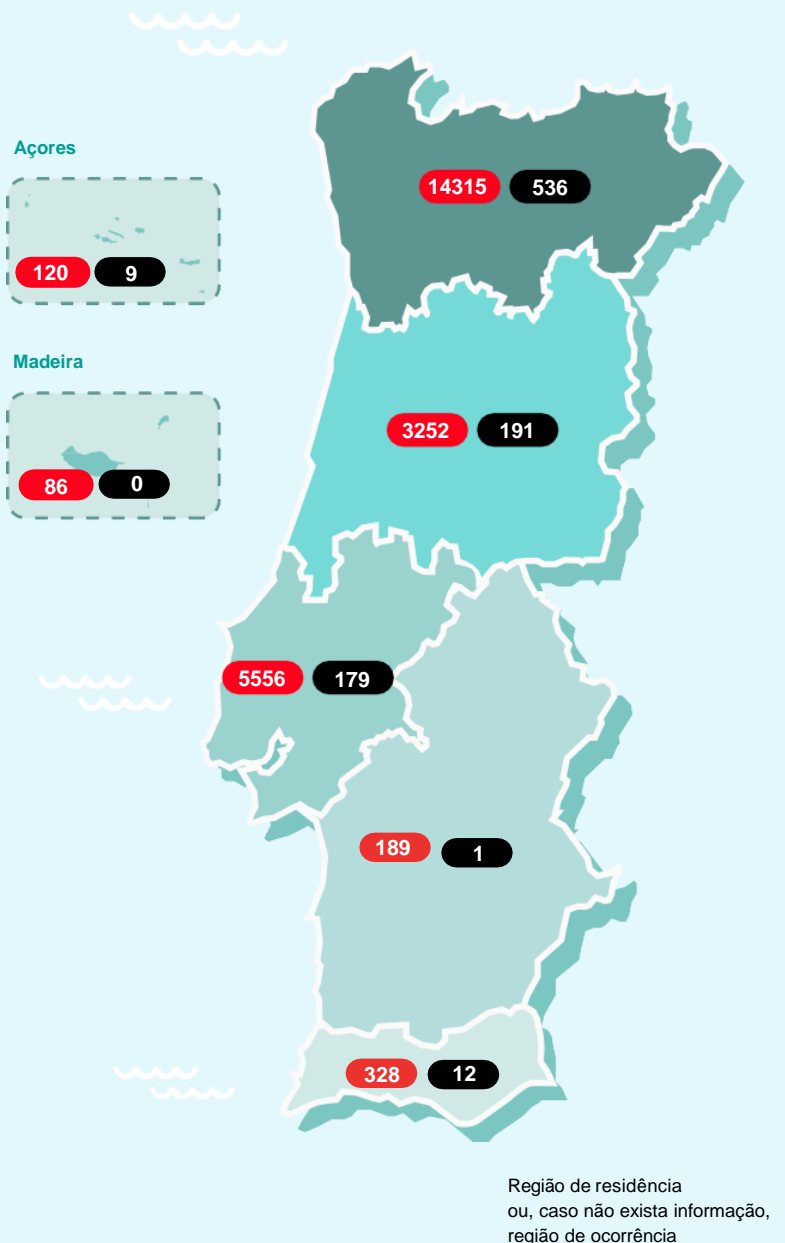 14315 536
Açores
120 9
Madeira
3252 191
86 0
5556 179
189 1
328 12
Região de residência
ou, caso não exista informação,
região de ocorrência